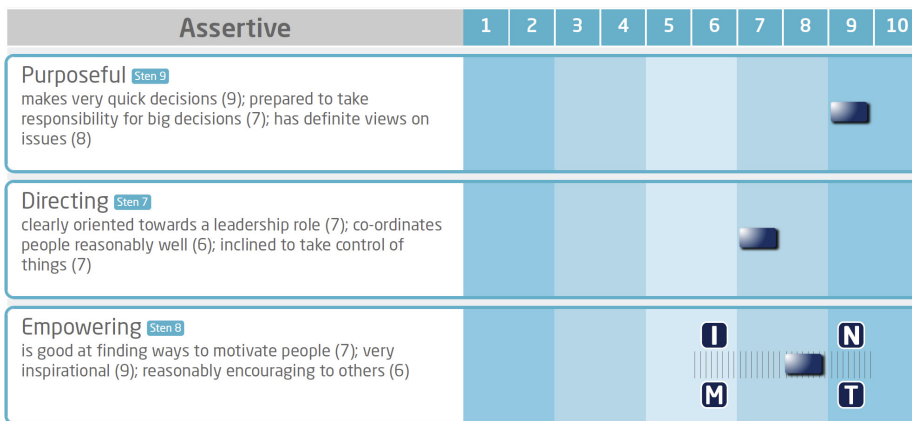 Assertive 1 2 3 4 5 6 7 8 9 10
Purposeful Sten 9
makes very quick decisions (9); prepared to take
responsibility for big decisions (7); has definite views on
issues (8)
Directing Sten 7
clearly oriented towards a leadership role (7); co-ordinates
people reasonably well (6); inclined to take control of
things (7)
Empowering Sten 8
is good at finding ways to motivate people (7); very
inspirational (9); reasonably encouraging to others (6)
I N
M T